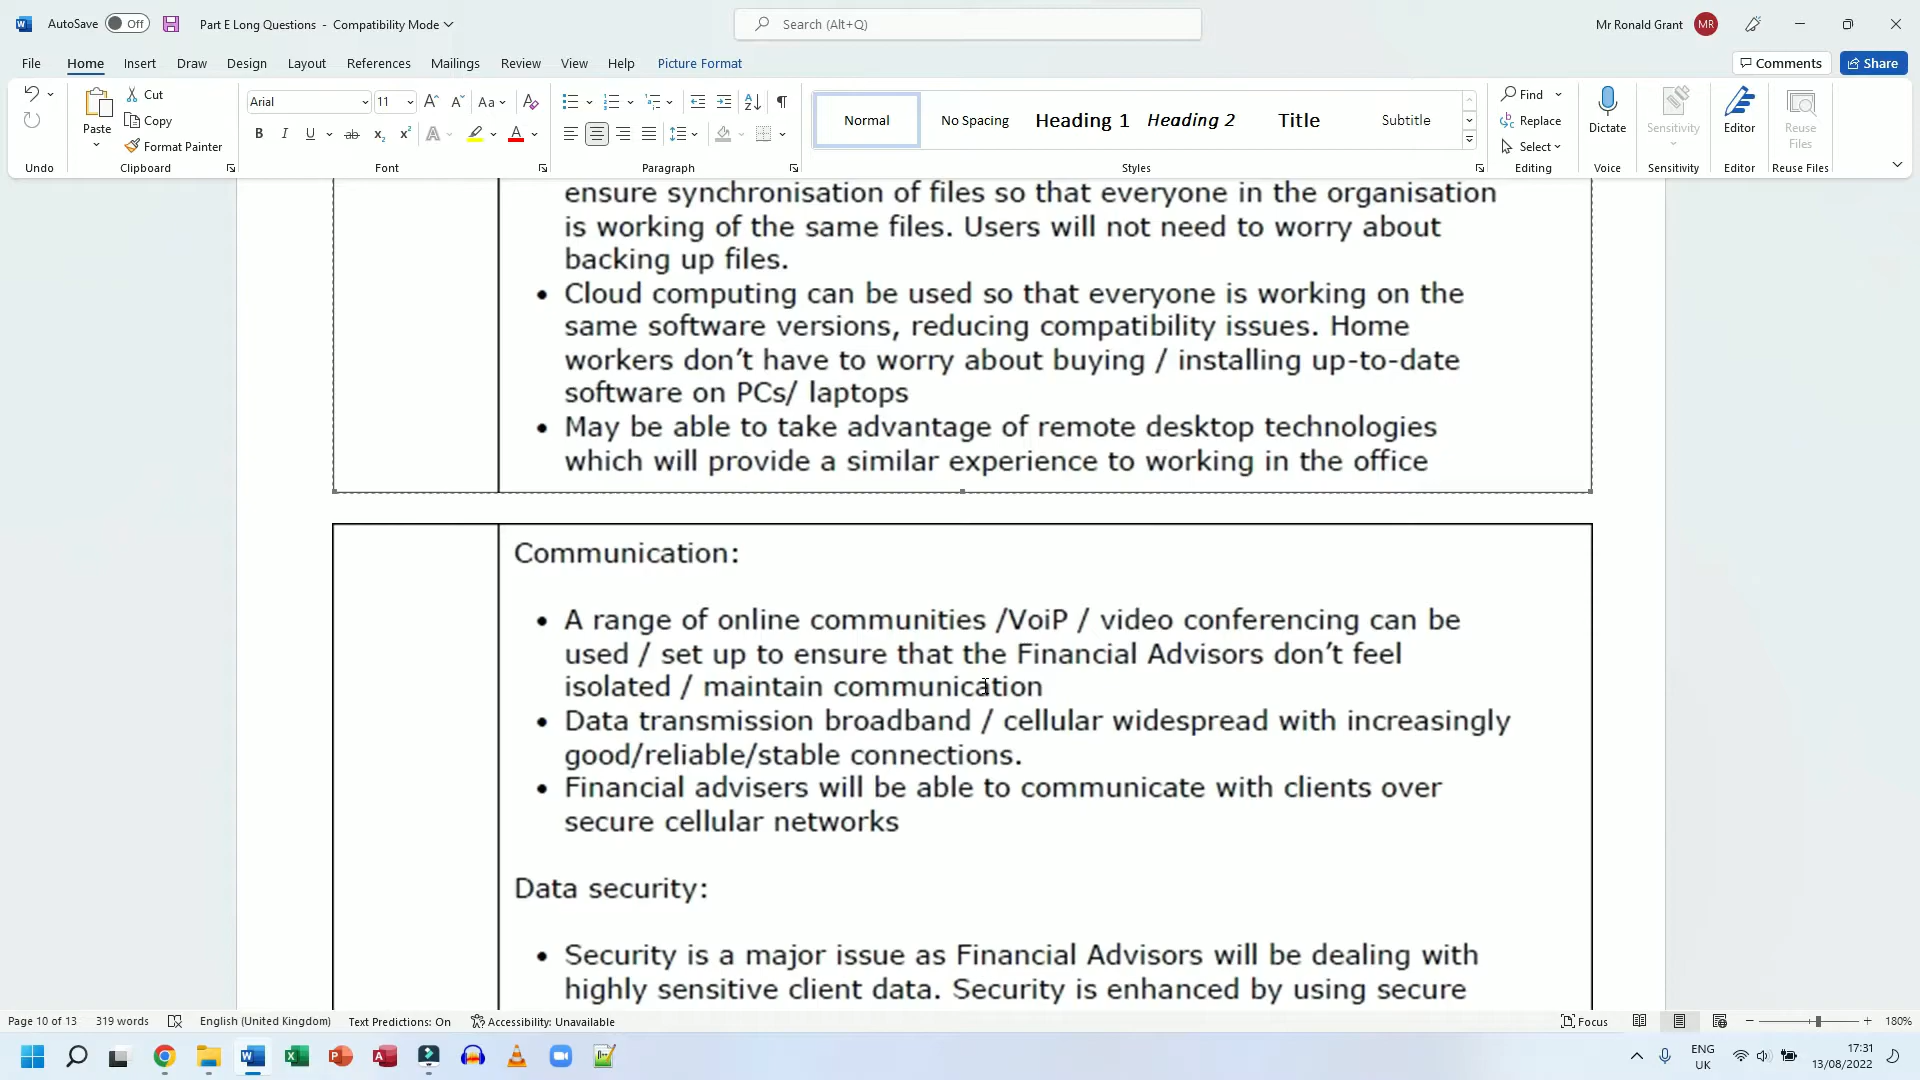 AutoSave Off Part E Long Questions - Compatibility Mode Search (Alt+Q) Mr Ronald Grant MR
File Home Insert Draw Design Layout References Mailings Review View Help Picture Format Comments Share
Paste Cut Copy Format Painter
Arial 11 Aa
B I U ab x₂ x² A A
Normal No Spacing Heading 1 Heading 2 Title Subtitle
Find Replace Select
Dictate Sensitivity Editor Reuse Files
Undo Clipboard Font Paragraph Styles Editing Voice Sensitivity Editor Reuse Files
ensure synchronisation of files so that everyone in the organisation
is working of the same files. Users will not need to worry about
backing up files.
• Cloud computing can be used so that everyone is working on the
same software versions, reducing compatibility issues. Home
workers don’t have to worry about buying / installing up-to-date
software on PCs/ laptops
• May be able to take advantage of remote desktop technologies
which will provide a similar experience to working in the office
Communication:
• A range of online communities /VoiP / video conferencing can be
used / set up to ensure that the Financial Advisors don’t feel
isolated / maintain communication
• Data transmission broadband / cellular widespread with increasingly
good/reliable/stable connections.
• Financial advisers will be able to communicate with clients over
secure cellular networks
Data security:
• Security is a major issue as Financial Advisors will be dealing with
highly sensitive client data. Security is enhanced by using secure
Page 10 of 13 319 words English (United Kingdom) Text Predictions: On Accessibility: Unavailable Focus 180%
ENG
UK
17:31
13/08/2022